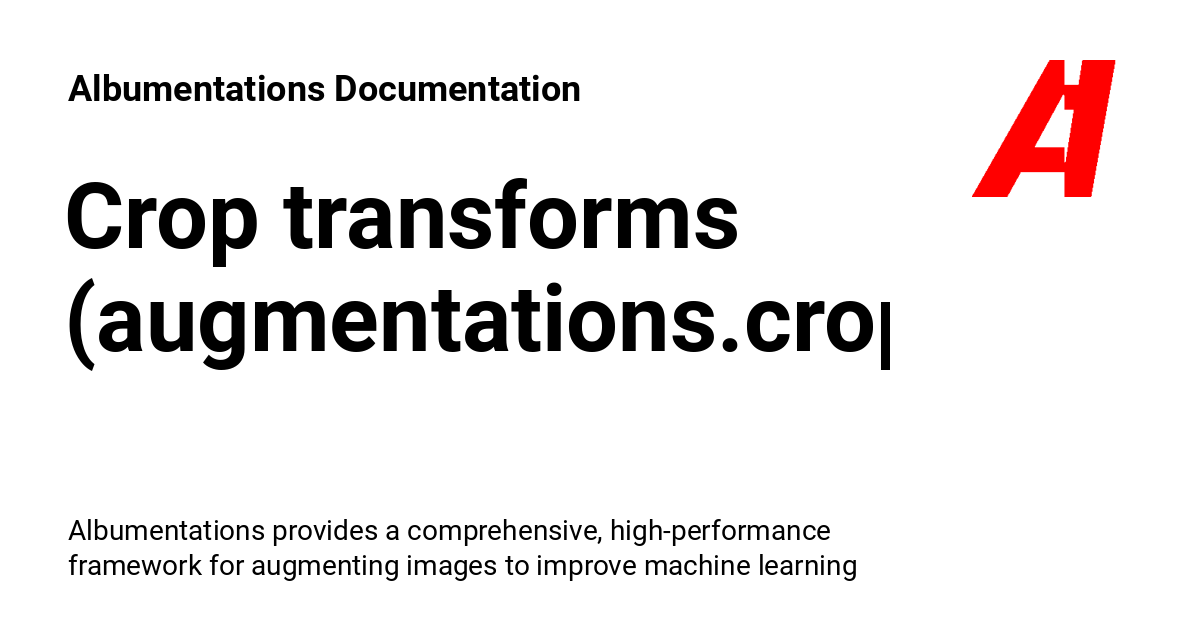 Albumentations Documentation
Crop transforms
(augmentations.cro
Albumentations provides a comprehensive, high-performance
framework for augmenting images to improve machine learning